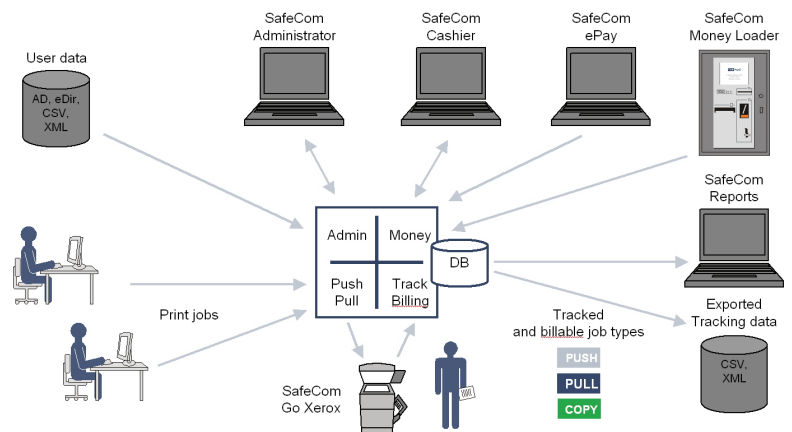 SafeCom
Administrator
SafeCom
Cashier
SafeCom
ePay
SafeCom
Money Loader
User data
AD, eDir,
CSV,
XML
SafeCom
Reports
Admin
Money
DB
Push
Pull
Track
Billing
Print jobs
Tracked
and billable job types
PUSH
PULL
COPY
Exported
Tracking data
CSV,
XML
SafeCom
Go Xerox